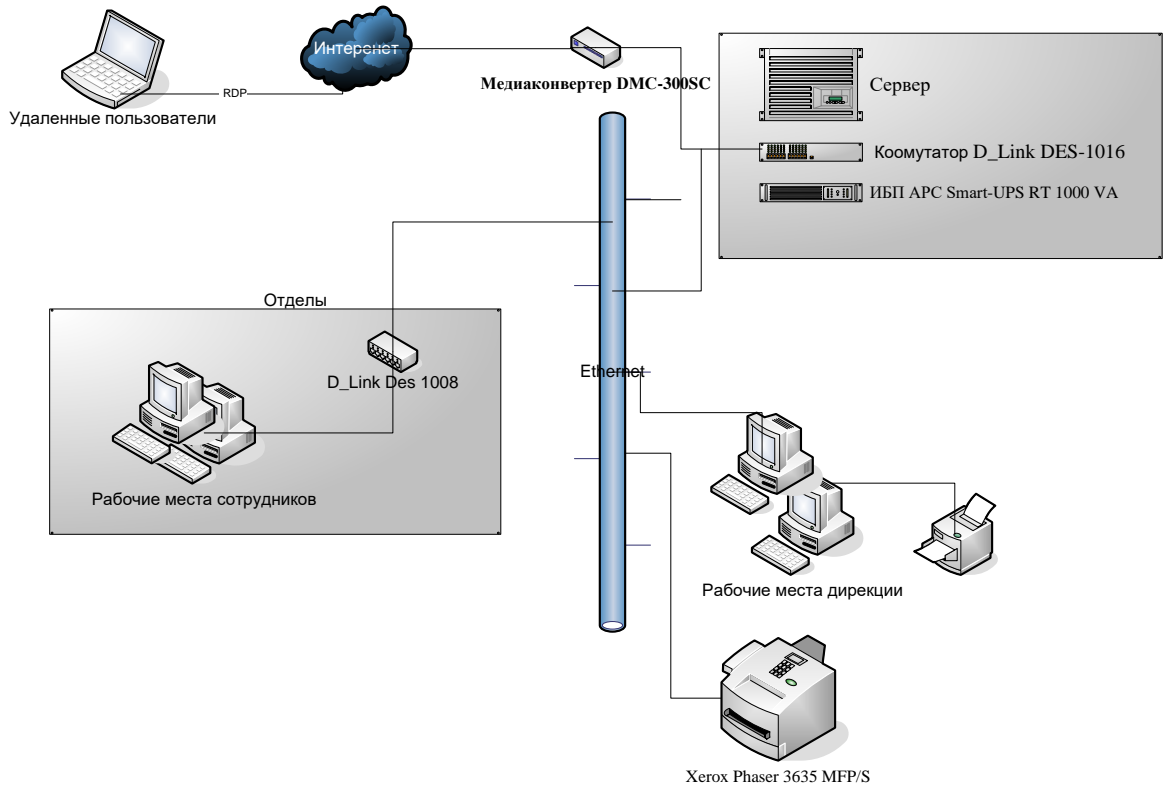 Интеренет
RDP
Удаленные пользователи
Медиаконвертер DMC-300SC
Сервер
Коомутатор D_Link DES-1016
ИБП APC Smart-UPS RT 1000 VA
Отделы
D_Link Des 1008
Рабочие места сотрудников
Ethernet
Рабочие места дирекции
Xerox Phaser 3635 MFP/S